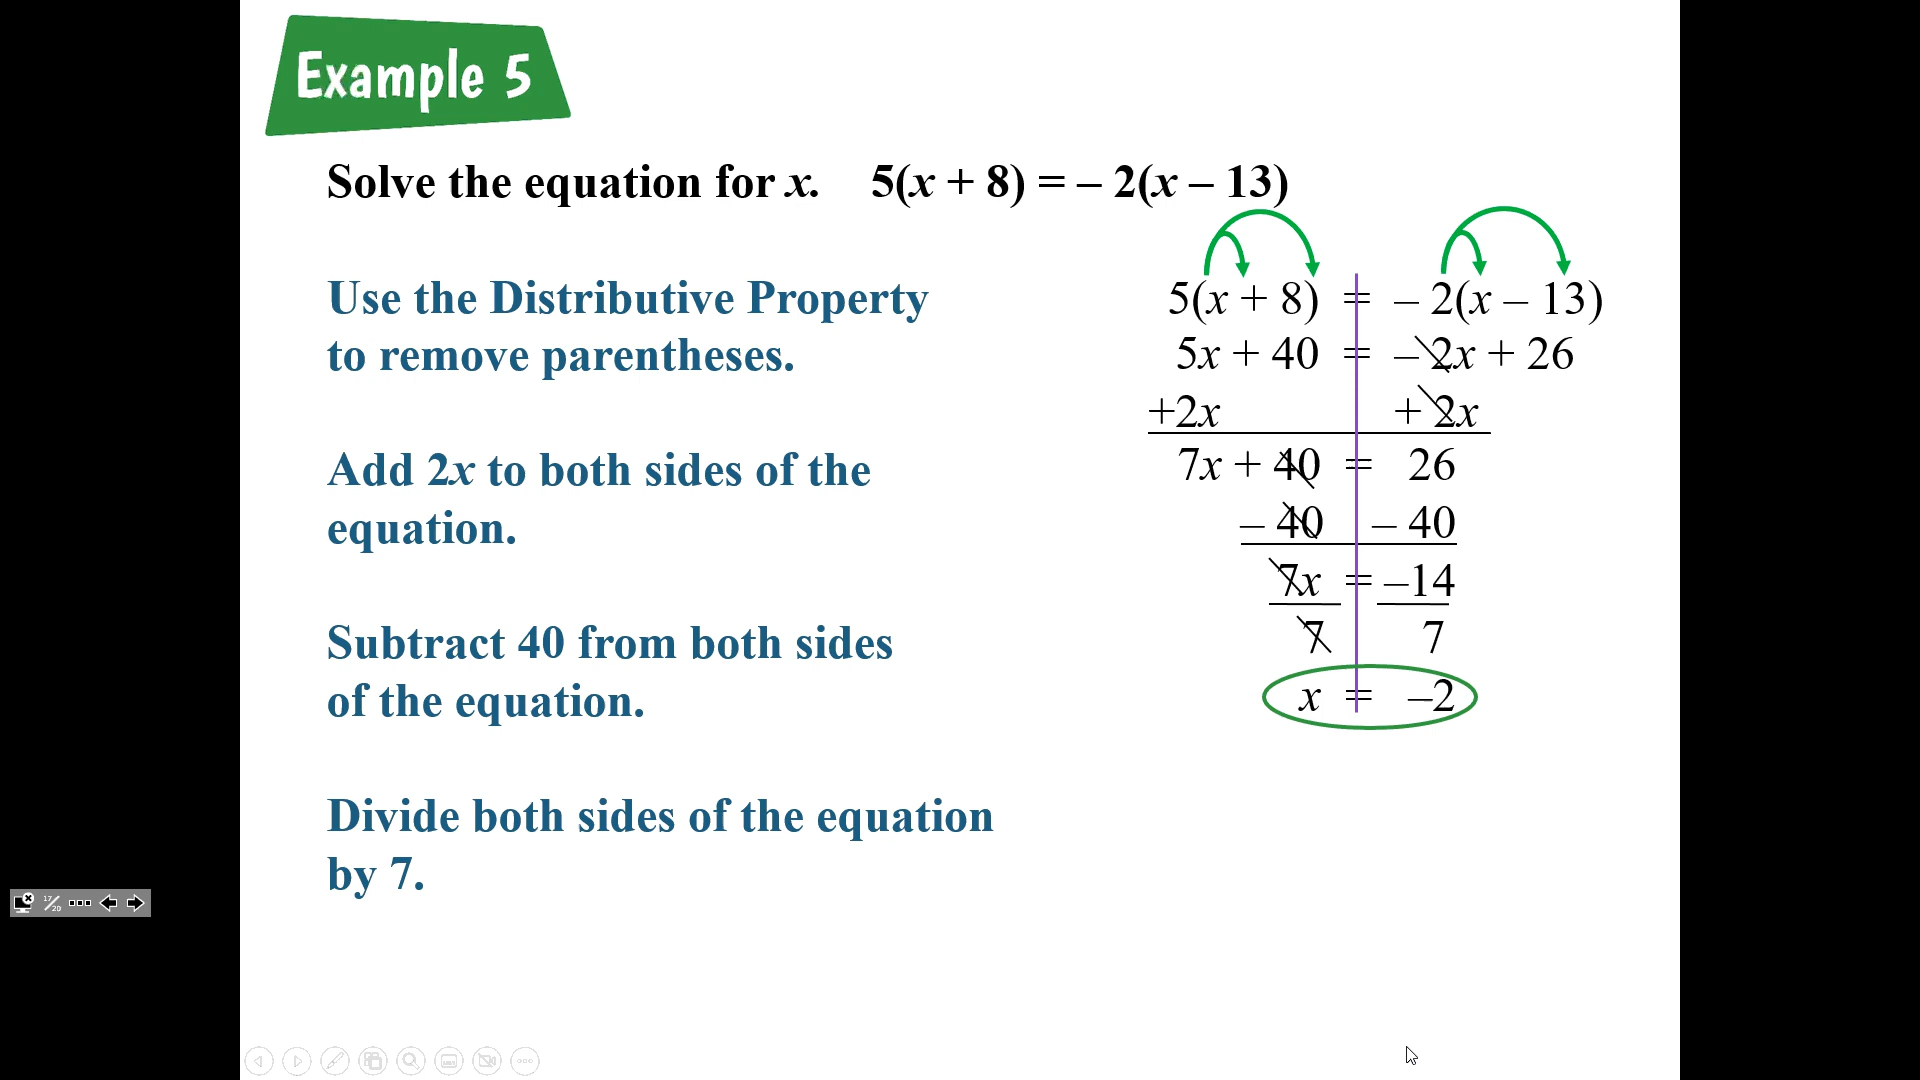 Example 5
Solve the equation for x. 5(x + 8) = – 2(x – 13)
Use the Distributive Property
to remove parentheses.
Add 2x to both sides of the
equation.
Subtract 40 from both sides
of the equation.
Divide both sides of the equation
by 7.
5(x + 8) = – 2(x – 13)
5x + 40 = – 2x + 26
+2x + 2x
7x + 40 = 26
– 40 – 40
7x = –14
7 7
x = –2
17/20